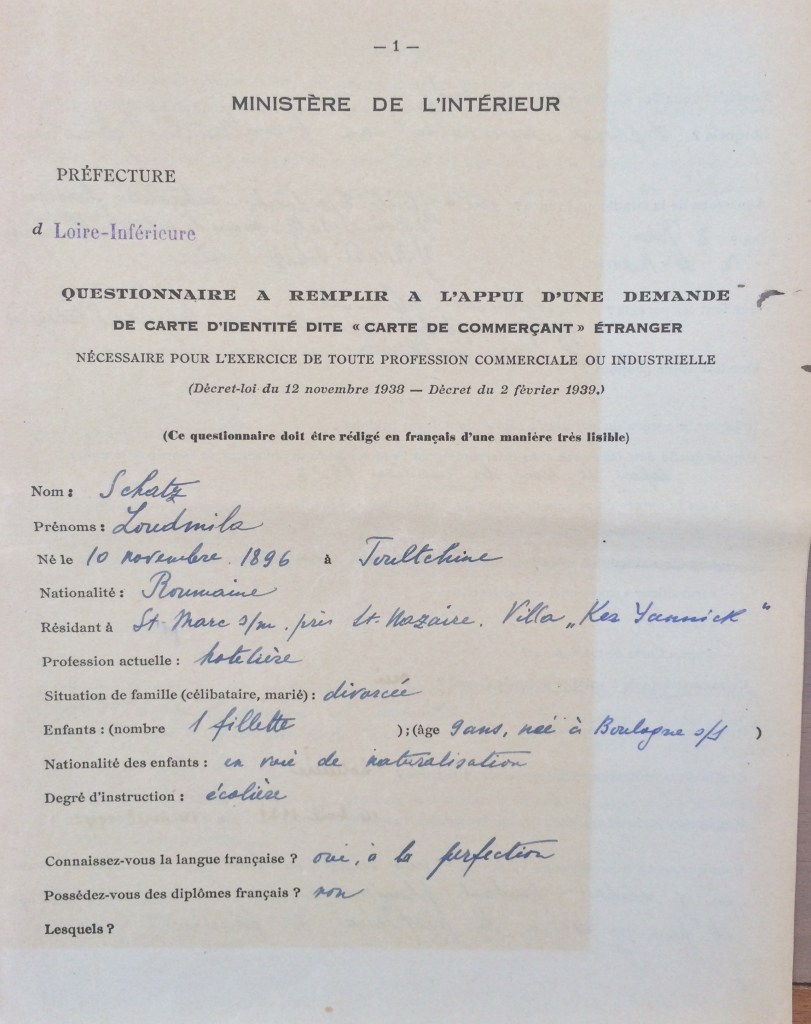 — 1 —
MINISTÈRE DE L'INTÉRIEUR
PRÉFECTURE
d Loire-Inférieure
QUESTIONNAIRE A REMPLIR A L'APPUI D'UNE DEMANDE
DE CARTE D'IDENTITÉ DITE « CARTE DE COMMERÇANT » ÉTRANGER
NÉCESSAIRE POUR L'EXERCICE DE TOUTE PROFESSION COMMERCIALE OU INDUSTRIELLE
(Décret-loi du 12 novembre 1938 — Décret du 2 février 1939.)
(Ce questionnaire doit être rédigé en français d'une manière très lisible)
Nom : Schatz
Prénoms : Loudmila
Né le 10 novembre 1896 à Toultchine
Nationalité : Roumaine
Résidant à St. Marc s/m. près St. Nazaire. Villa „Ker Yannick"
Profession actuelle : hotelière
Situation de famille (célibataire, marié) : divorcée
Enfants : (nombre 1 fillette ) ; (âge 9 ans, née à Boulogne s/S )
Nationalité des enfants : en voie de naturalisation
Degré d'instruction : écolière
Connaissez-vous la langue française ? oui, à la perfection
Possédez-vous des diplômes français ? non
Lesquels ?